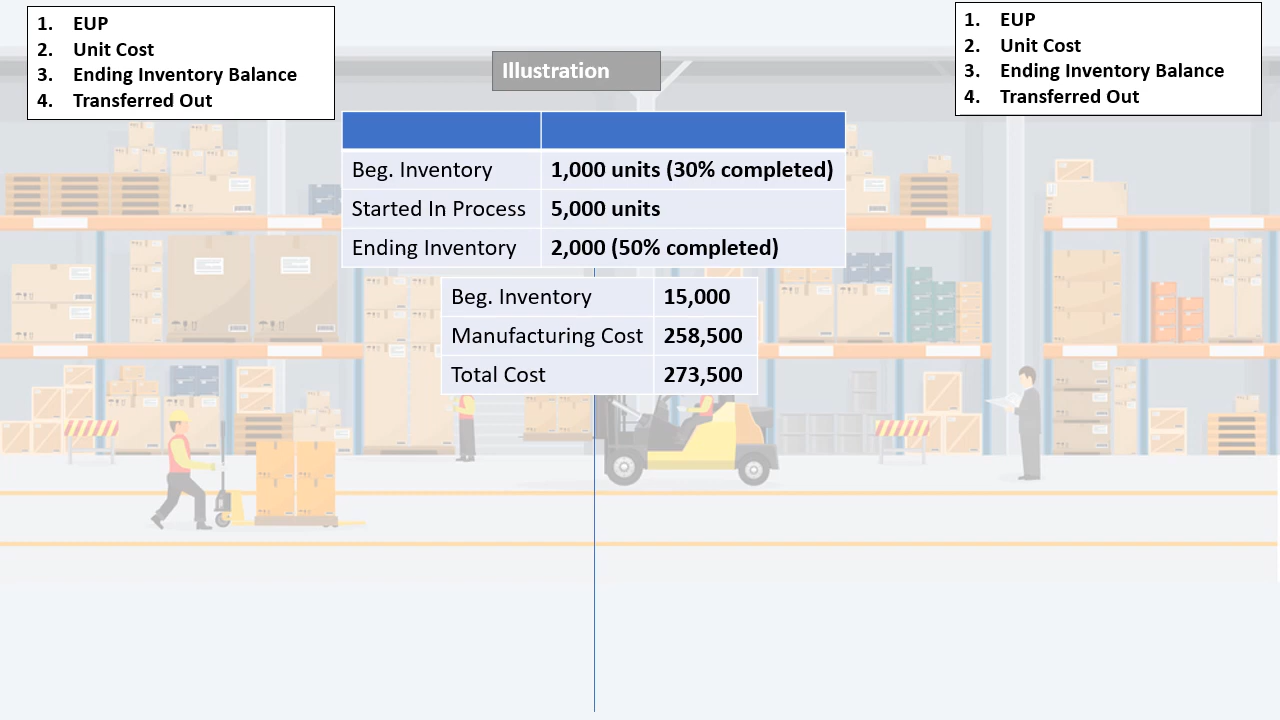 1. EUP
2. Unit Cost
3. Ending Inventory Balance
4. Transferred Out
1. EUP
2. Unit Cost
3. Ending Inventory Balance
4. Transferred Out
Illustration
Beg. Inventory 1,000 units (30% completed)
Started In Process 5,000 units
Ending Inventory 2,000 (50% completed)
Beg. Inventory 15,000
Manufacturing Cost 258,500
Total Cost 273,500